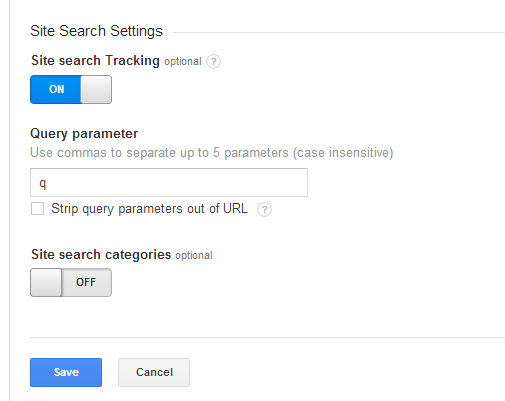 Site Search Settings
Site search Tracking optional ?
ON
Query parameter
Use commas to separate up to 5 parameters (case insensitive)
q
Strip query parameters out of URL ?
Site search categories optional
OFF
Save Cancel